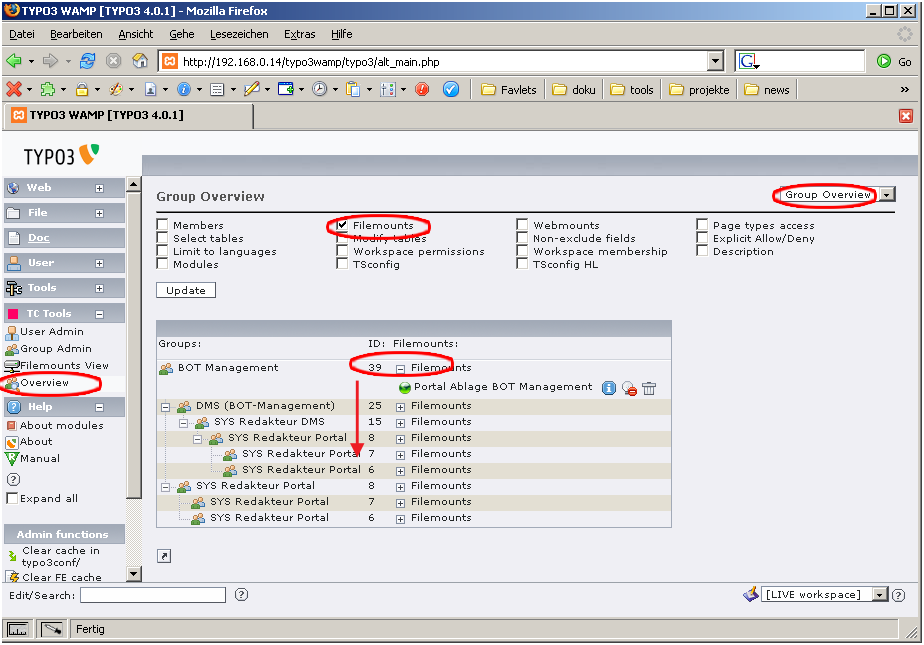 TYPO3 WAMP [TYPO3 4.0.1] - Mozilla Firefox
Datei Bearbeiten Ansicht Gehe Lesezeichen Extras Hilfe
http://192.168.0.14/typo3wamp/typo3/alt_main.php G Go
Favlets doku tools projekte news »
TYPO3 WAMP [TYPO3 4.0.1]
TYPO3
Web
File
Doc
User
Tools
TC Tools
User Admin
Group Admin
Filemounts View
Overview
Help
About modules
About
Manual
Expand all
Admin functions
Clear cache in
typo3conf/
Clear FE cache
Group Overview Group Overview
Members Filemounts Webmounts Page types access
Select tables Modify tables Non-exclude fields Explicit Allow/Deny
Limit to languages Workspace permissions Workspace membership Description
Modules TSconfig TSconfig HL
Update
Groups: ID: Filemounts:
BOT Management 39 Filemounts
Portal Ablage BOT Management
DMS (BOT-Management) 25 Filemounts
SYS Redakteur DMS 15 Filemounts
SYS Redakteur Portal 8 Filemounts
SYS Redakteur Portal 7 Filemounts
SYS Redakteur Portal 6 Filemounts
SYS Redakteur Portal 8 Filemounts
SYS Redakteur Portal 7 Filemounts
SYS Redakteur Portal 6 Filemounts
Edit/Search: [LIVE workspace]
Fertig